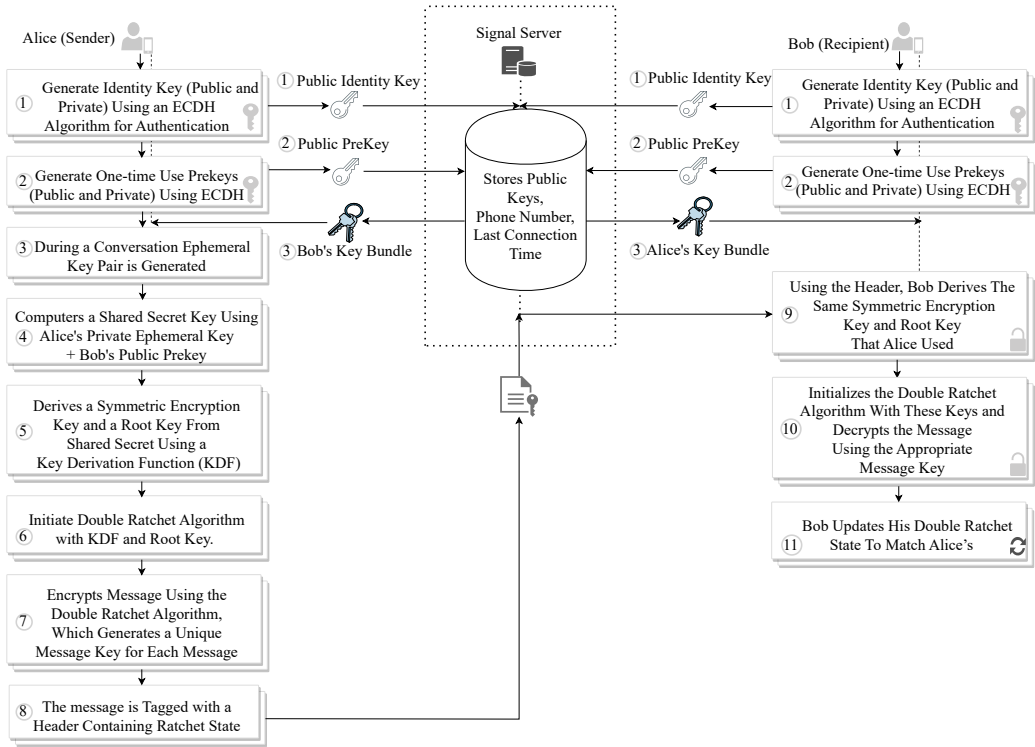 Alice (Sender)
1
Generate Identity Key (Public and
Private) Using an ECDH
Algorithm for Authentication
2
Generate One-time Use Prekeys
(Public and Private) Using ECDH
3
During a Conversation Ephemeral
Key Pair is Generated
Computers a Shared Secret Key Using
4
Alice's Private Ephemeral Key
+ Bob's Public Prekey
Derives a Symmetric Encryption
Key and a Root Key From
5
Shared Secret Using a
Key Derivation Function (KDF)
Initiate Double Ratchet Algorithm
6
with KDF and Root Key.
Encrypts Message Using the
Double Ratchet Algorithm,
7
Which Generates a Unique
Message Key for Each Message
8
The message is Tagged with a
Header Containing Ratchet State
1 Public Identity Key
2 Public PreKey
3 Bob's Key Bundle
Signal Server
Stores Public
Keys,
Phone Number,
Last Connection
Time
1 Public Identity Key
2 Public PreKey
3 Alice's Key Bundle
Bob (Recipient)
1
Generate Identity Key (Public and
Private) Using an ECDH
Algorithm for Authentication
2
Generate One-time Use Prekeys
(Public and Private) Using ECDH
Using the Header, Bob Derives The
9
Same Symmetric Encryption
Key and Root Key
That Alice Used
Initializes the Double Ratchet
Algorithm With These Keys and
10
Decrypts the Message
Using the Appropriate
Message Key
Bob Updates His Double Ratchet
11
State To Match Alice’s